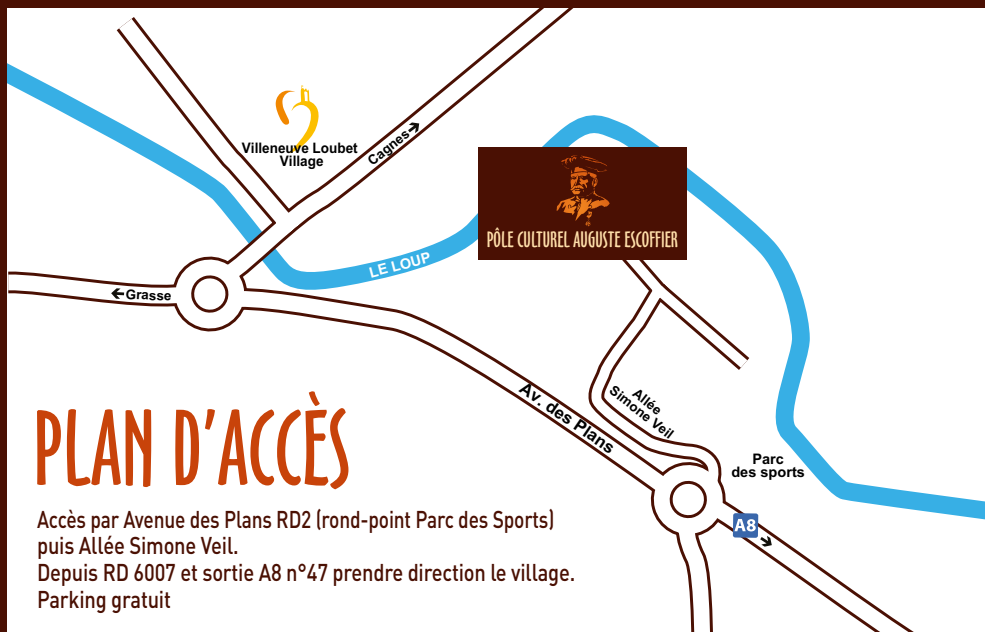 Villeneuve Loubet
Village
Cagnes→
PÔLE CULTUREL AUGUSTE ESCOFFIER
LE LOUP
←Grasse
Av. des Plans
Allée
Simone Veil
Parc
des sports
A8
→
PLAN D'ACCÈS
Accès par Avenue des Plans RD2 (rond-point Parc des Sports)
puis Allée Simone Veil.
Depuis RD 6007 et sortie A8 n°47 prendre direction le village.
Parking gratuit